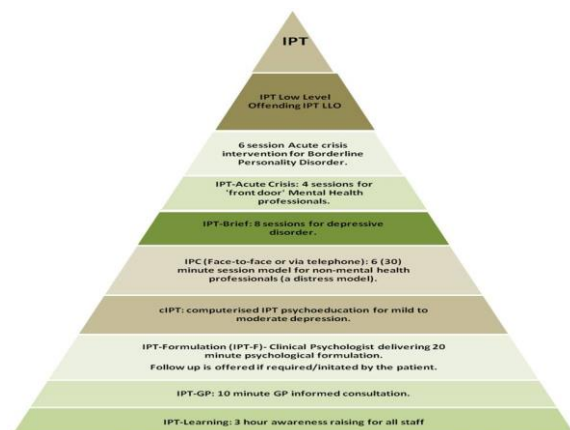 IPT
IPT Low Level
Offending IPT LLO
6 session Acute crisis
intervention for Borderline
Personality Disorder.
IPT-Acute Crisis: 4 sessions for
'front door' Mental Health
professionals.
IPT-Brief: 8 sessions for depressive
disorder.
IPC (Face-to-face or via telephone): 6 (30)
minute session model for non-mental health
professionals (a distress model).
cIPT: computerised IPT psychoeducation for mild to
moderate depression.
IPT-Formulation (IPT-F)- Clinical Psychologist delivering 20
minute psychological formulation.
Follow up is offered if required/initated by the patient.
IPT-GP: 10 minute GP informed consultation.
IPT-Learning: 3 hour awareness raising for all staff